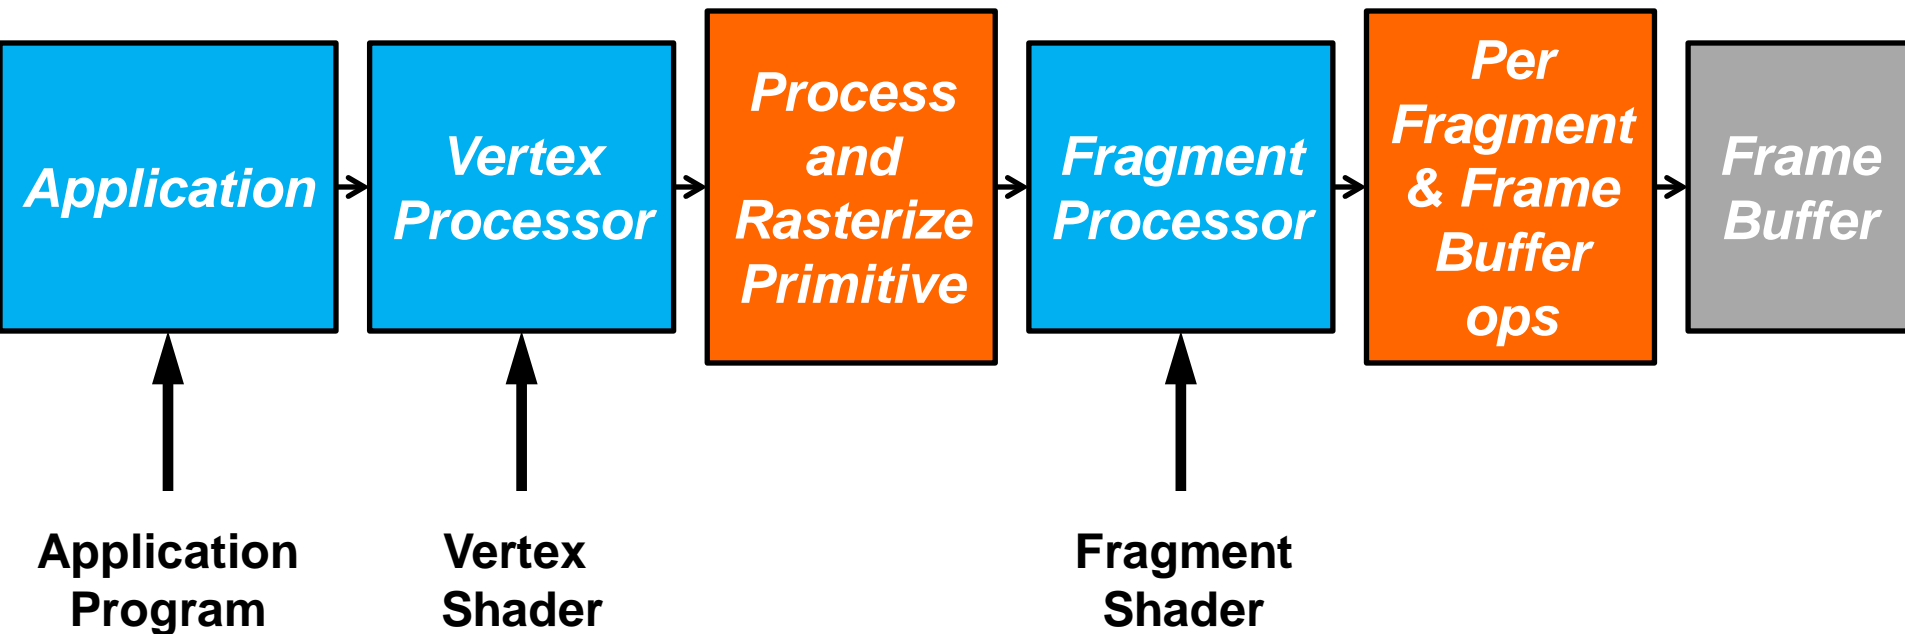 Application
Vertex
Processor
Process
and
Rasterize
Primitive
Fragment
Processor
Per
Fragment
& Frame
Buffer
ops
Frame
Buffer
Application
Program
Vertex
Shader
Fragment
Shader